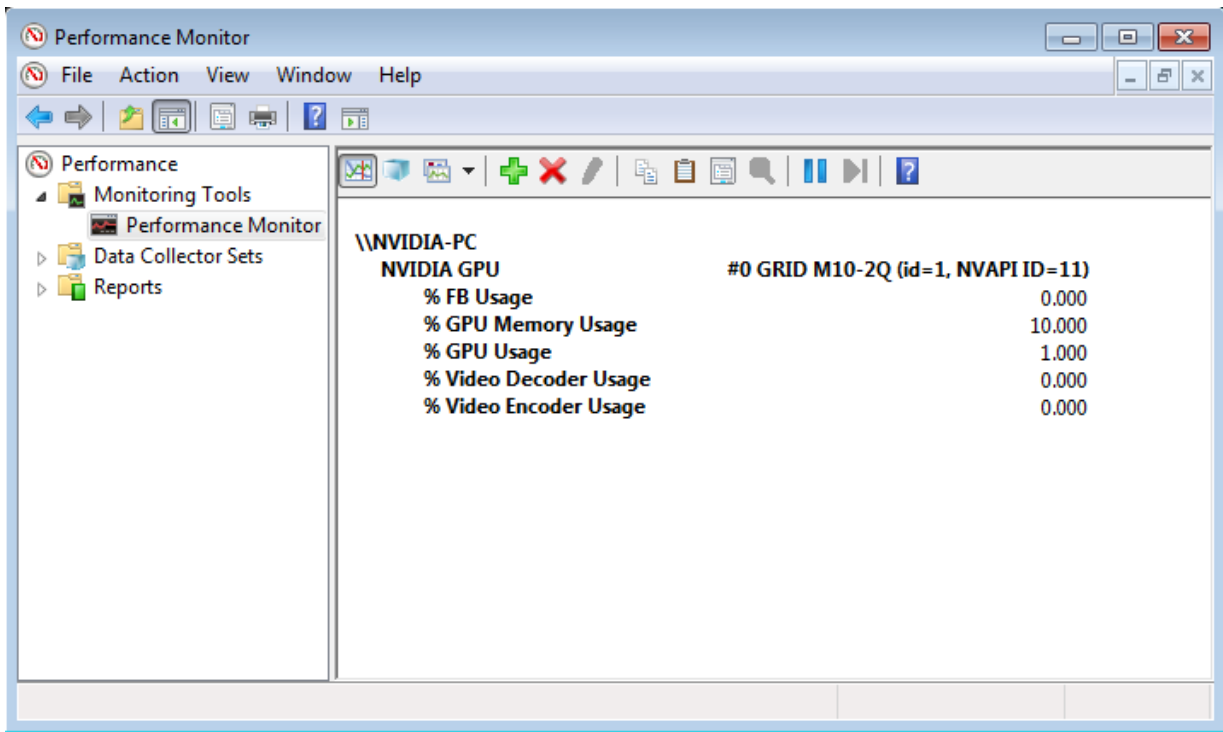 Performance Monitor
File Action View Window Help
Performance
Monitoring Tools
Performance Monitor
Data Collector Sets
Reports
\\NVIDIA-PC
NVIDIA GPU #0 GRID M10-2Q (id=1, NVAPI ID=11)
% FB Usage 0.000
% GPU Memory Usage 10.000
% GPU Usage 1.000
% Video Decoder Usage 0.000
% Video Encoder Usage 0.000